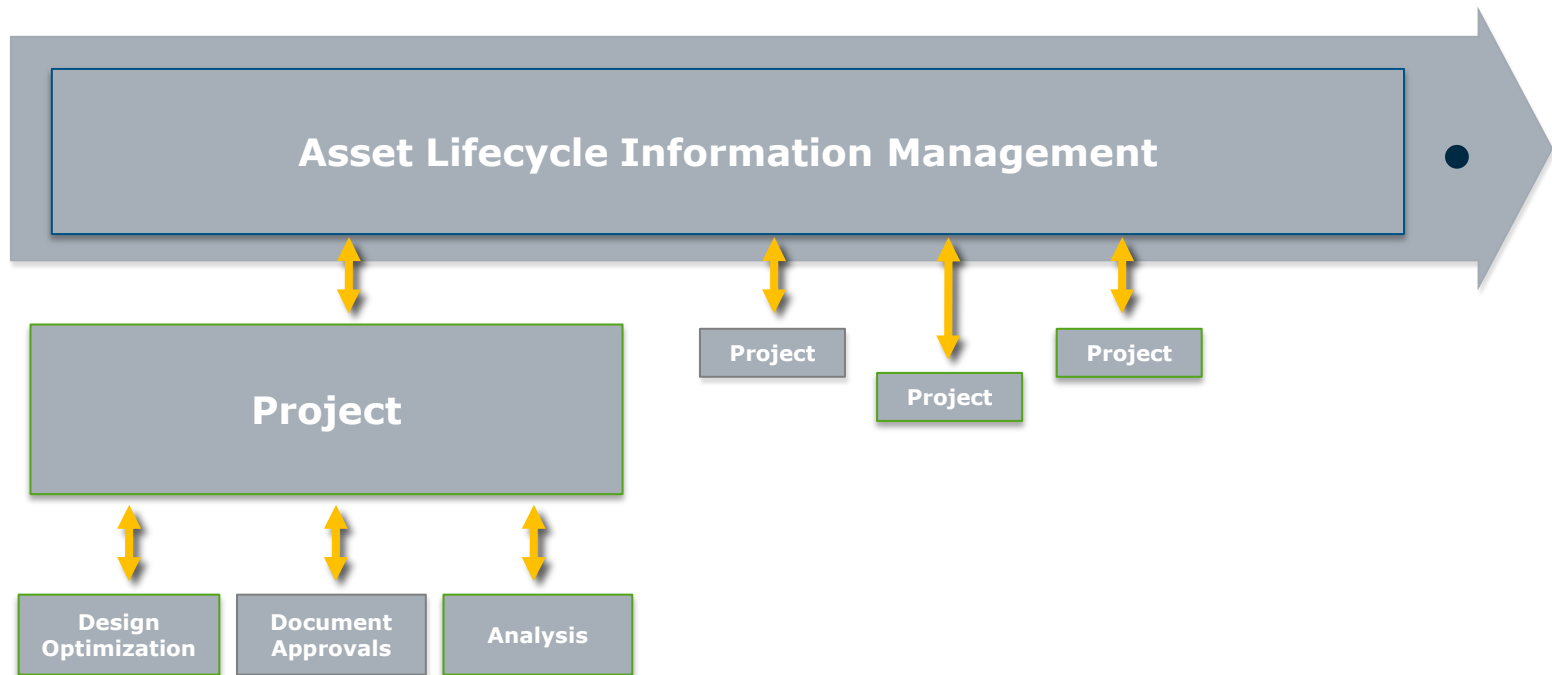 Asset Lifecycle Information Management
Project
Project
Project
Project
Design
Optimization
Document
Approvals
Analysis